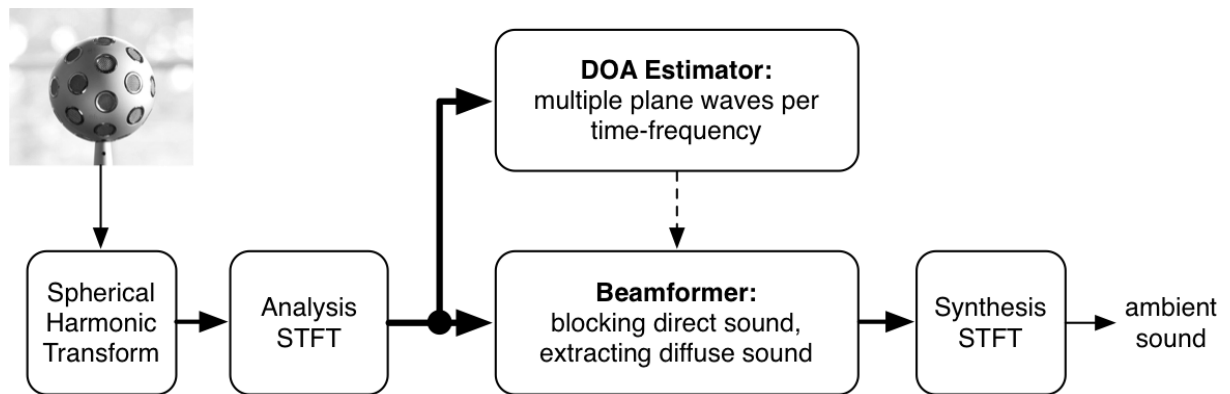 DOA Estimator:
multiple plane waves per
time-frequency
Spherical
Harmonic
Transform
Analysis
STFT
Beamformer:
blocking direct sound,
extracting diffuse sound
Synthesis
STFT
ambient
sound